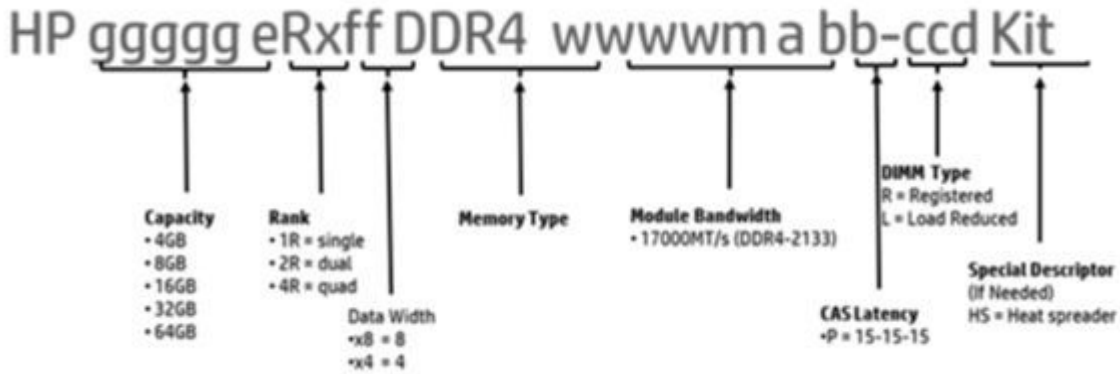 HP ggggg eRxff DDR4 wwwwm a bb-ccd Kit
Capacity
• 4GB
• 8GB
• 16GB
• 32GB
• 64GB
Rank
• 1R = single
• 2R = dual
• 4R = quad
Data Width
•x8 = 8
•x4 = 4
Memory Type
Module Bandwidth
• 17000MT/s (DDR4-2133)
CAS Latency
•P = 15-15-15
DIMM Type
R = Registered
L = Load Reduced
Special Descriptor
(If Needed)
HS = Heat spreader